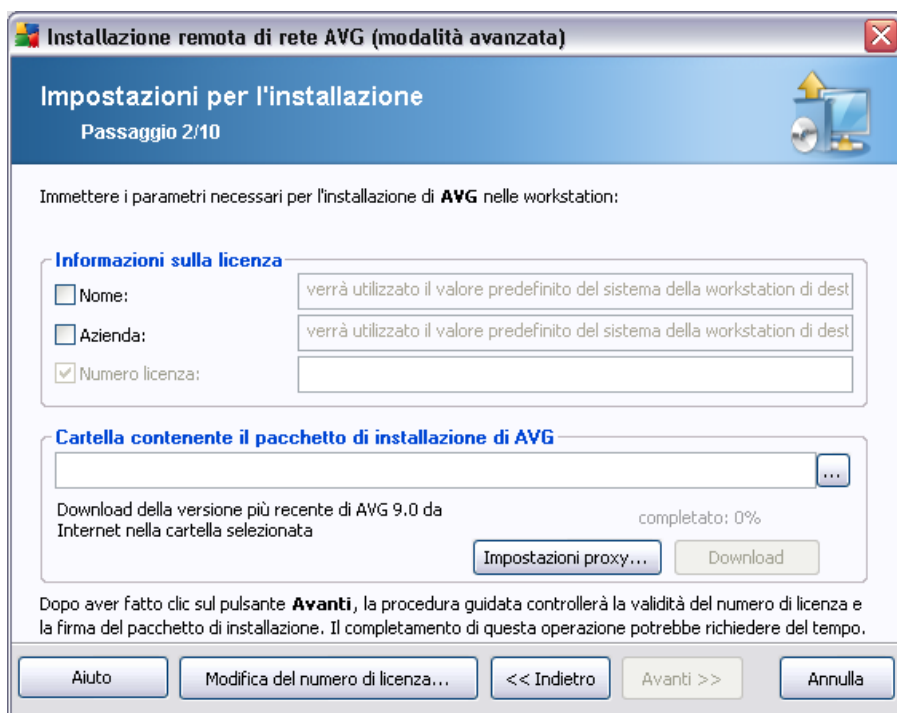 Installazione remota di rete AVG (modalità avanzata)
Impostazioni per l'installazione
Passaggio 2/10
Immettere i parametri necessari per l'installazione di AVG nelle workstation:
Informazioni sulla licenza
Nome:
verrà utilizzato il valore predefinito del sistema della workstation di dest
Azienda:
verrà utilizzato il valore predefinito del sistema della workstation di dest
Numero licenza:
Cartella contenente il pacchetto di installazione di AVG
...
Download della versione più recente di AVG 9.0 da
Internet nella cartella selezionata
completato: 0%
Impostazioni proxy...
Download
Dopo aver fatto clic sul pulsante Avanti, la procedura guidata controllerà la validità del numero di licenza e
la firma del pacchetto di installazione. Il completamento di questa operazione potrebbe richiedere del tempo.
Aiuto
Modifica del numero di licenza...
<< Indietro
Avanti >>
Annulla